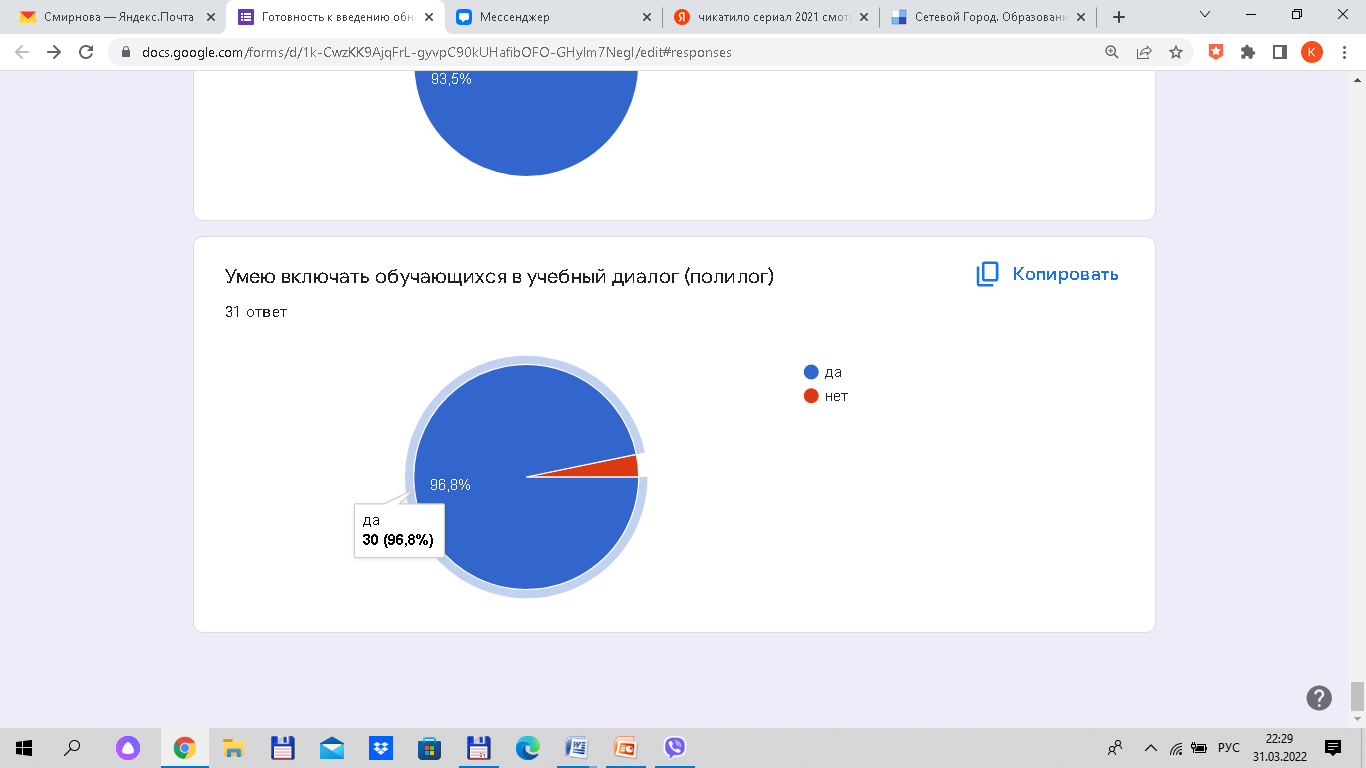 Смирнова — Яндекс.Почта
Готовность к введению обн
Мессенджер
чикатило сериал 2021 смот
Сетевой Город. Образовани
docs.google.com/forms/d/1k-CwzKK9AjqFrL-gyvpC90kUHafibOFO-GHylm7NegI/edit#responses
К
93,5%
Умею включать обучающихся в учебный диалог (полилог)
Копировать
31 ответ
да
нет
96,8%
да
30 (96,8%)
РУС
22:29
31.03.2022